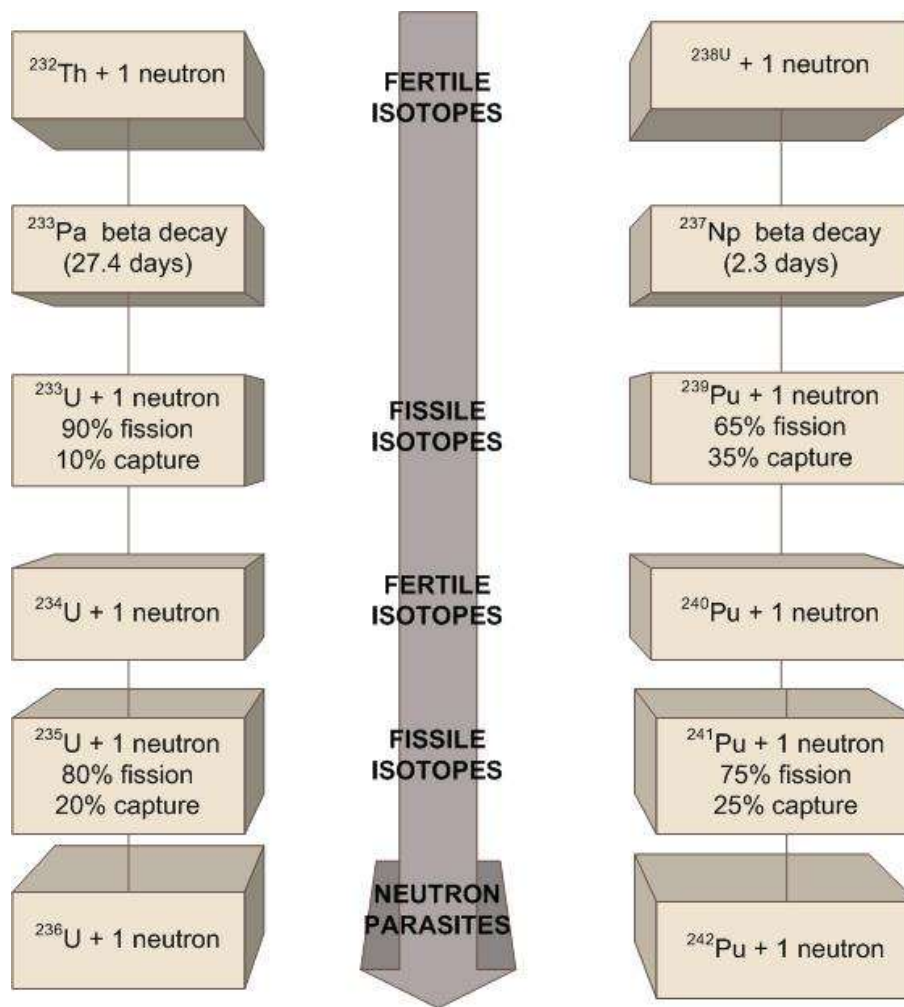 ²³²Th + 1 neutron
FERTILE
ISOTOPES
²³⁸ᵁ + 1 neutron
²³³Pa beta decay
(27.4 days)
²³⁷Np beta decay
(2.3 days)
²³³U + 1 neutron
90% fission
10% capture
FISSILE
ISOTOPES
²³⁹Pu + 1 neutron
65% fission
35% capture
²³⁴U + 1 neutron
FERTILE
ISOTOPES
²⁴⁰Pu + 1 neutron
²³⁵U + 1 neutron
80% fission
20% capture
FISSILE
ISOTOPES
²⁴¹Pu + 1 neutron
75% fission
25% capture
²³⁶U + 1 neutron
NEUTRON
PARASITES
²⁴²Pu + 1 neutron